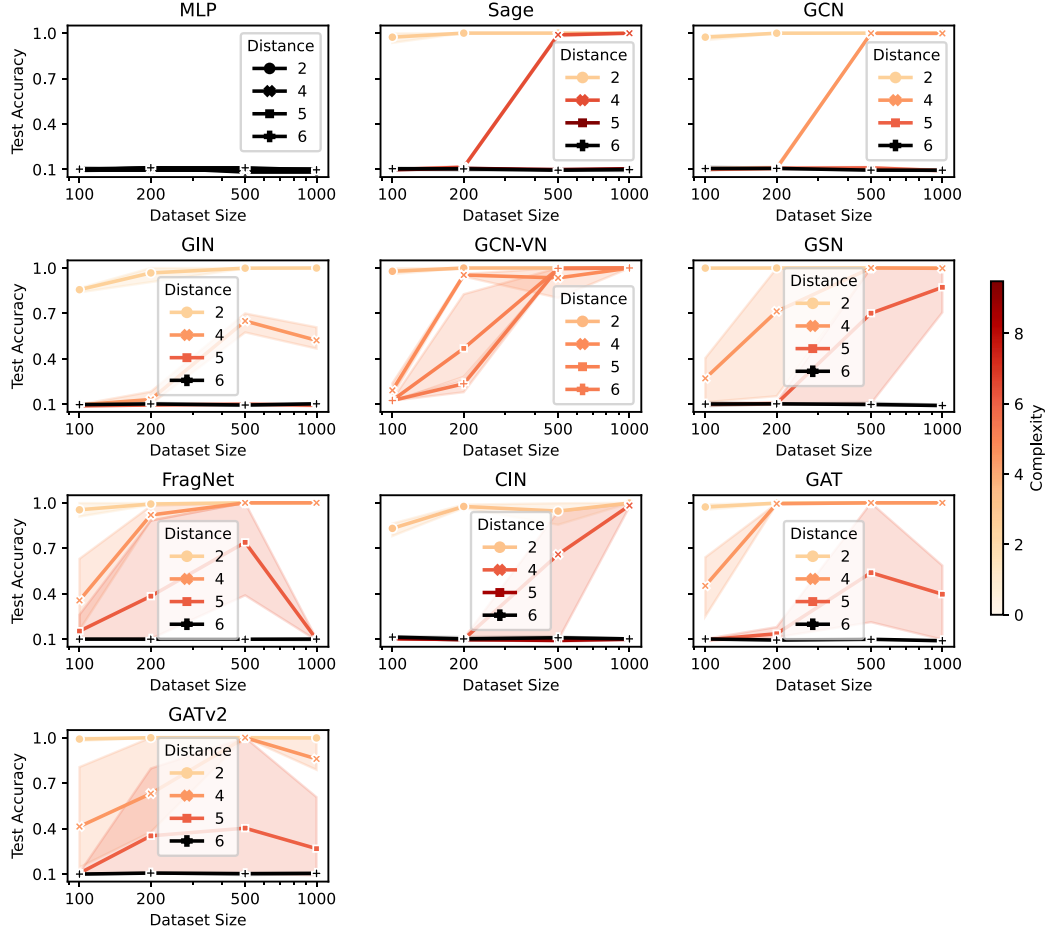 MLP
Sage
GCN
Test Accuracy
1.0
0.7
0.4
0.1
Distance
2
4
5
6
Distance
2
4
5
6
Distance
2
4
5
6
100 200 500 1000
100 200 500 1000
100 200 500 1000
Dataset Size
Dataset Size
Dataset Size
GIN
GCN-VN
GSN
Test Accuracy
1.0
0.7
0.4
0.1
Distance
2
4
5
6
Distance
2
4
5
6
Distance
2
4
5
6
100 200 500 1000
100 200 500 1000
100 200 500 1000
Dataset Size
Dataset Size
Dataset Size
FragNet
CIN
GAT
Test Accuracy
1.0
0.7
0.4
0.1
Distance
2
4
5
6
Distance
2
4
5
6
Distance
2
4
5
6
100 200 500 1000
100 200 500 1000
100 200 500 1000
Dataset Size
Dataset Size
Dataset Size
GATv2
Test Accuracy
1.0
0.7
0.4
0.1
Distance
2
4
5
6
100 200 500 1000
Dataset Size
8
6
4
2
0
Complexity